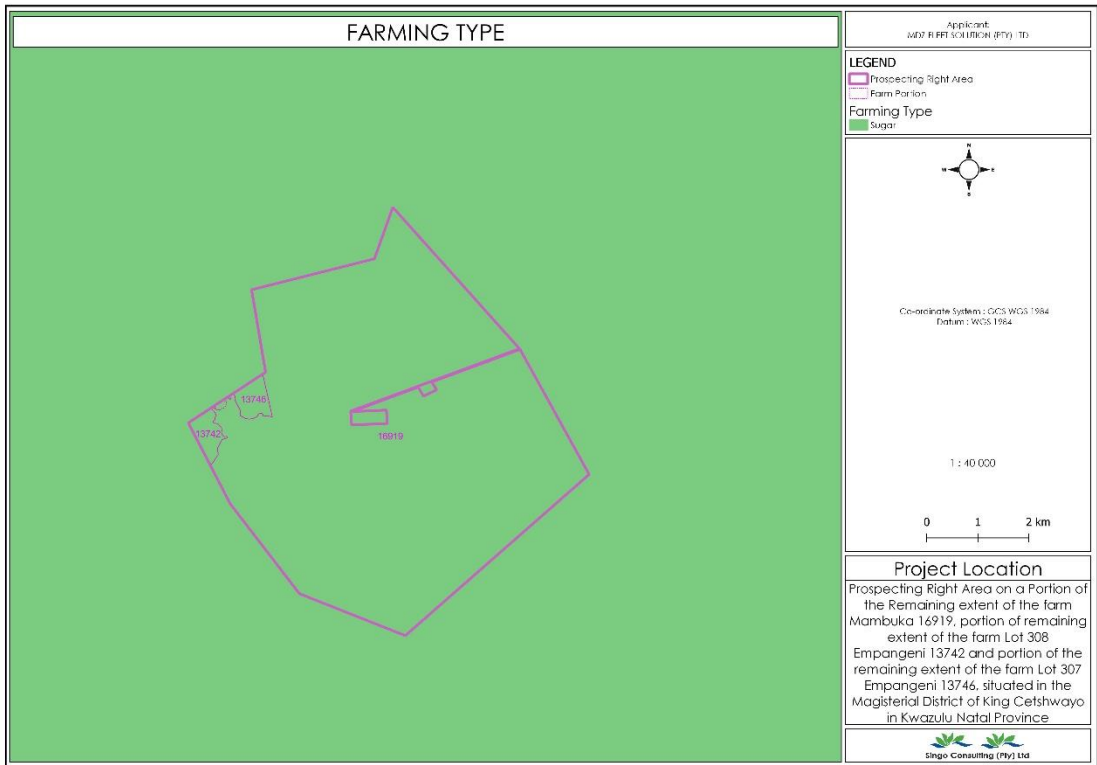 FARMING TYPE
Applicant:
MDZ FLEET SOLUTION (PTY) LTD
LEGEND
Prospecting Right Area
Farm Portion
Farming Type
Sugar
N
W
E
S
Co-ordinate System : GCS WGS 1984
Datum : WGS 1984
13746
13742
16919
1 : 40 000
0 1 2 km
Project Location
Prospecting Right Area on a Portion of
the Remaining extent of the farm
Mambuka 16919, portion of remaining
extent of the farm Lot 308
Empangeni 13742 and portion of the
remaining extent of the farm Lot 307
Empangeni 13746, situated in the
Magisterial District of King Cetshwayo
in Kwazulu Natal Province
Singo Consulting (Pty) Ltd